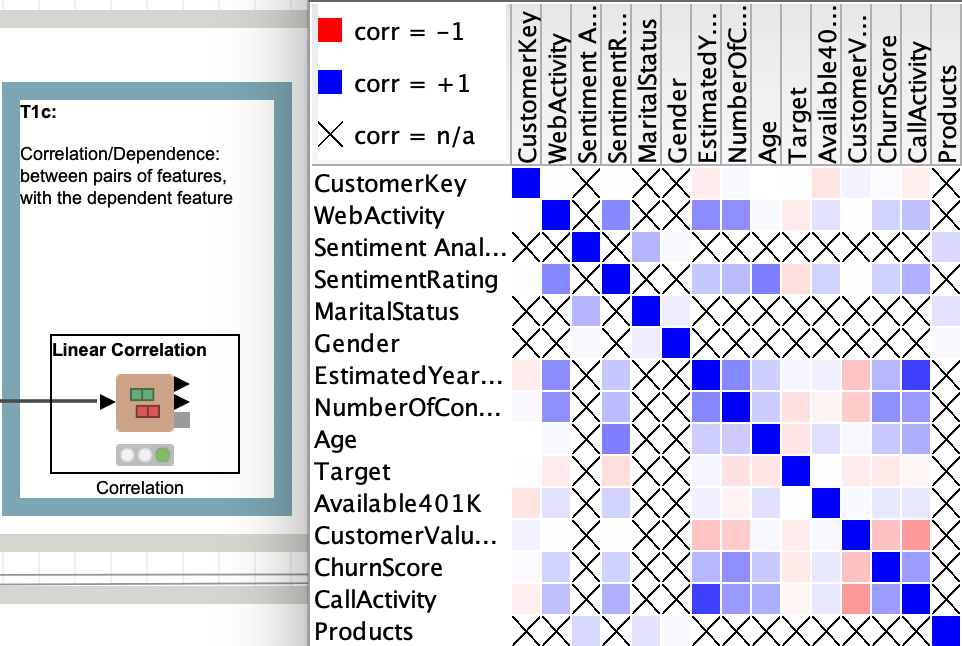 T1c:
Correlation/Dependence:
between pairs of features,
with the dependent feature
Linear Correlation
Correlation
corr = -1
corr = +1
corr = n/a
CustomerKey
WebActivity
Sentiment A...
SentimentR...
MaritalStatus
Gender
EstimatedY...
NumberOfC...
Age
Target
Available40...
CustomerV...
ChurnScore
CallActivity
Products
CustomerKey
WebActivity
Sentiment Anal...
SentimentRating
MaritalStatus
Gender
EstimatedYear...
NumberOfCon...
Age
Target
Available401K
CustomerValu...
ChurnScore
CallActivity
Products